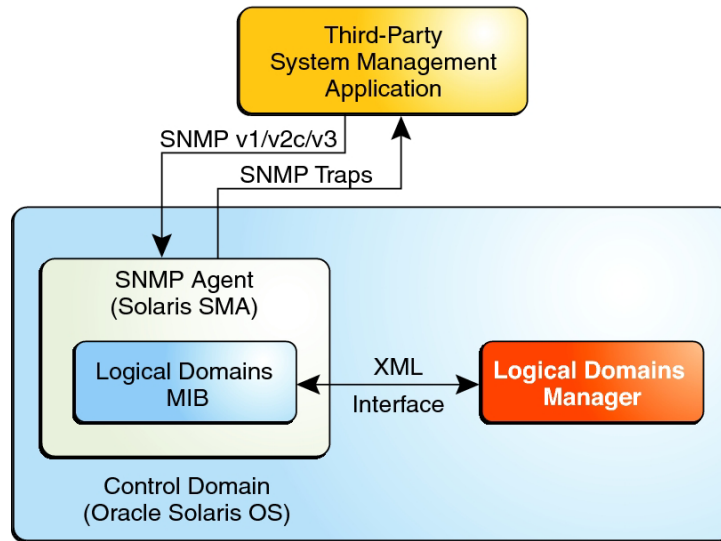 Third-Party
System Management
Application
SNMP v1/v2c/v3
SNMP Traps
SNMP Agent
(Solaris SMA)
Logical Domains
MIB
XML
Interface
Logical Domains
Manager
Control Domain
(Oracle Solaris OS)